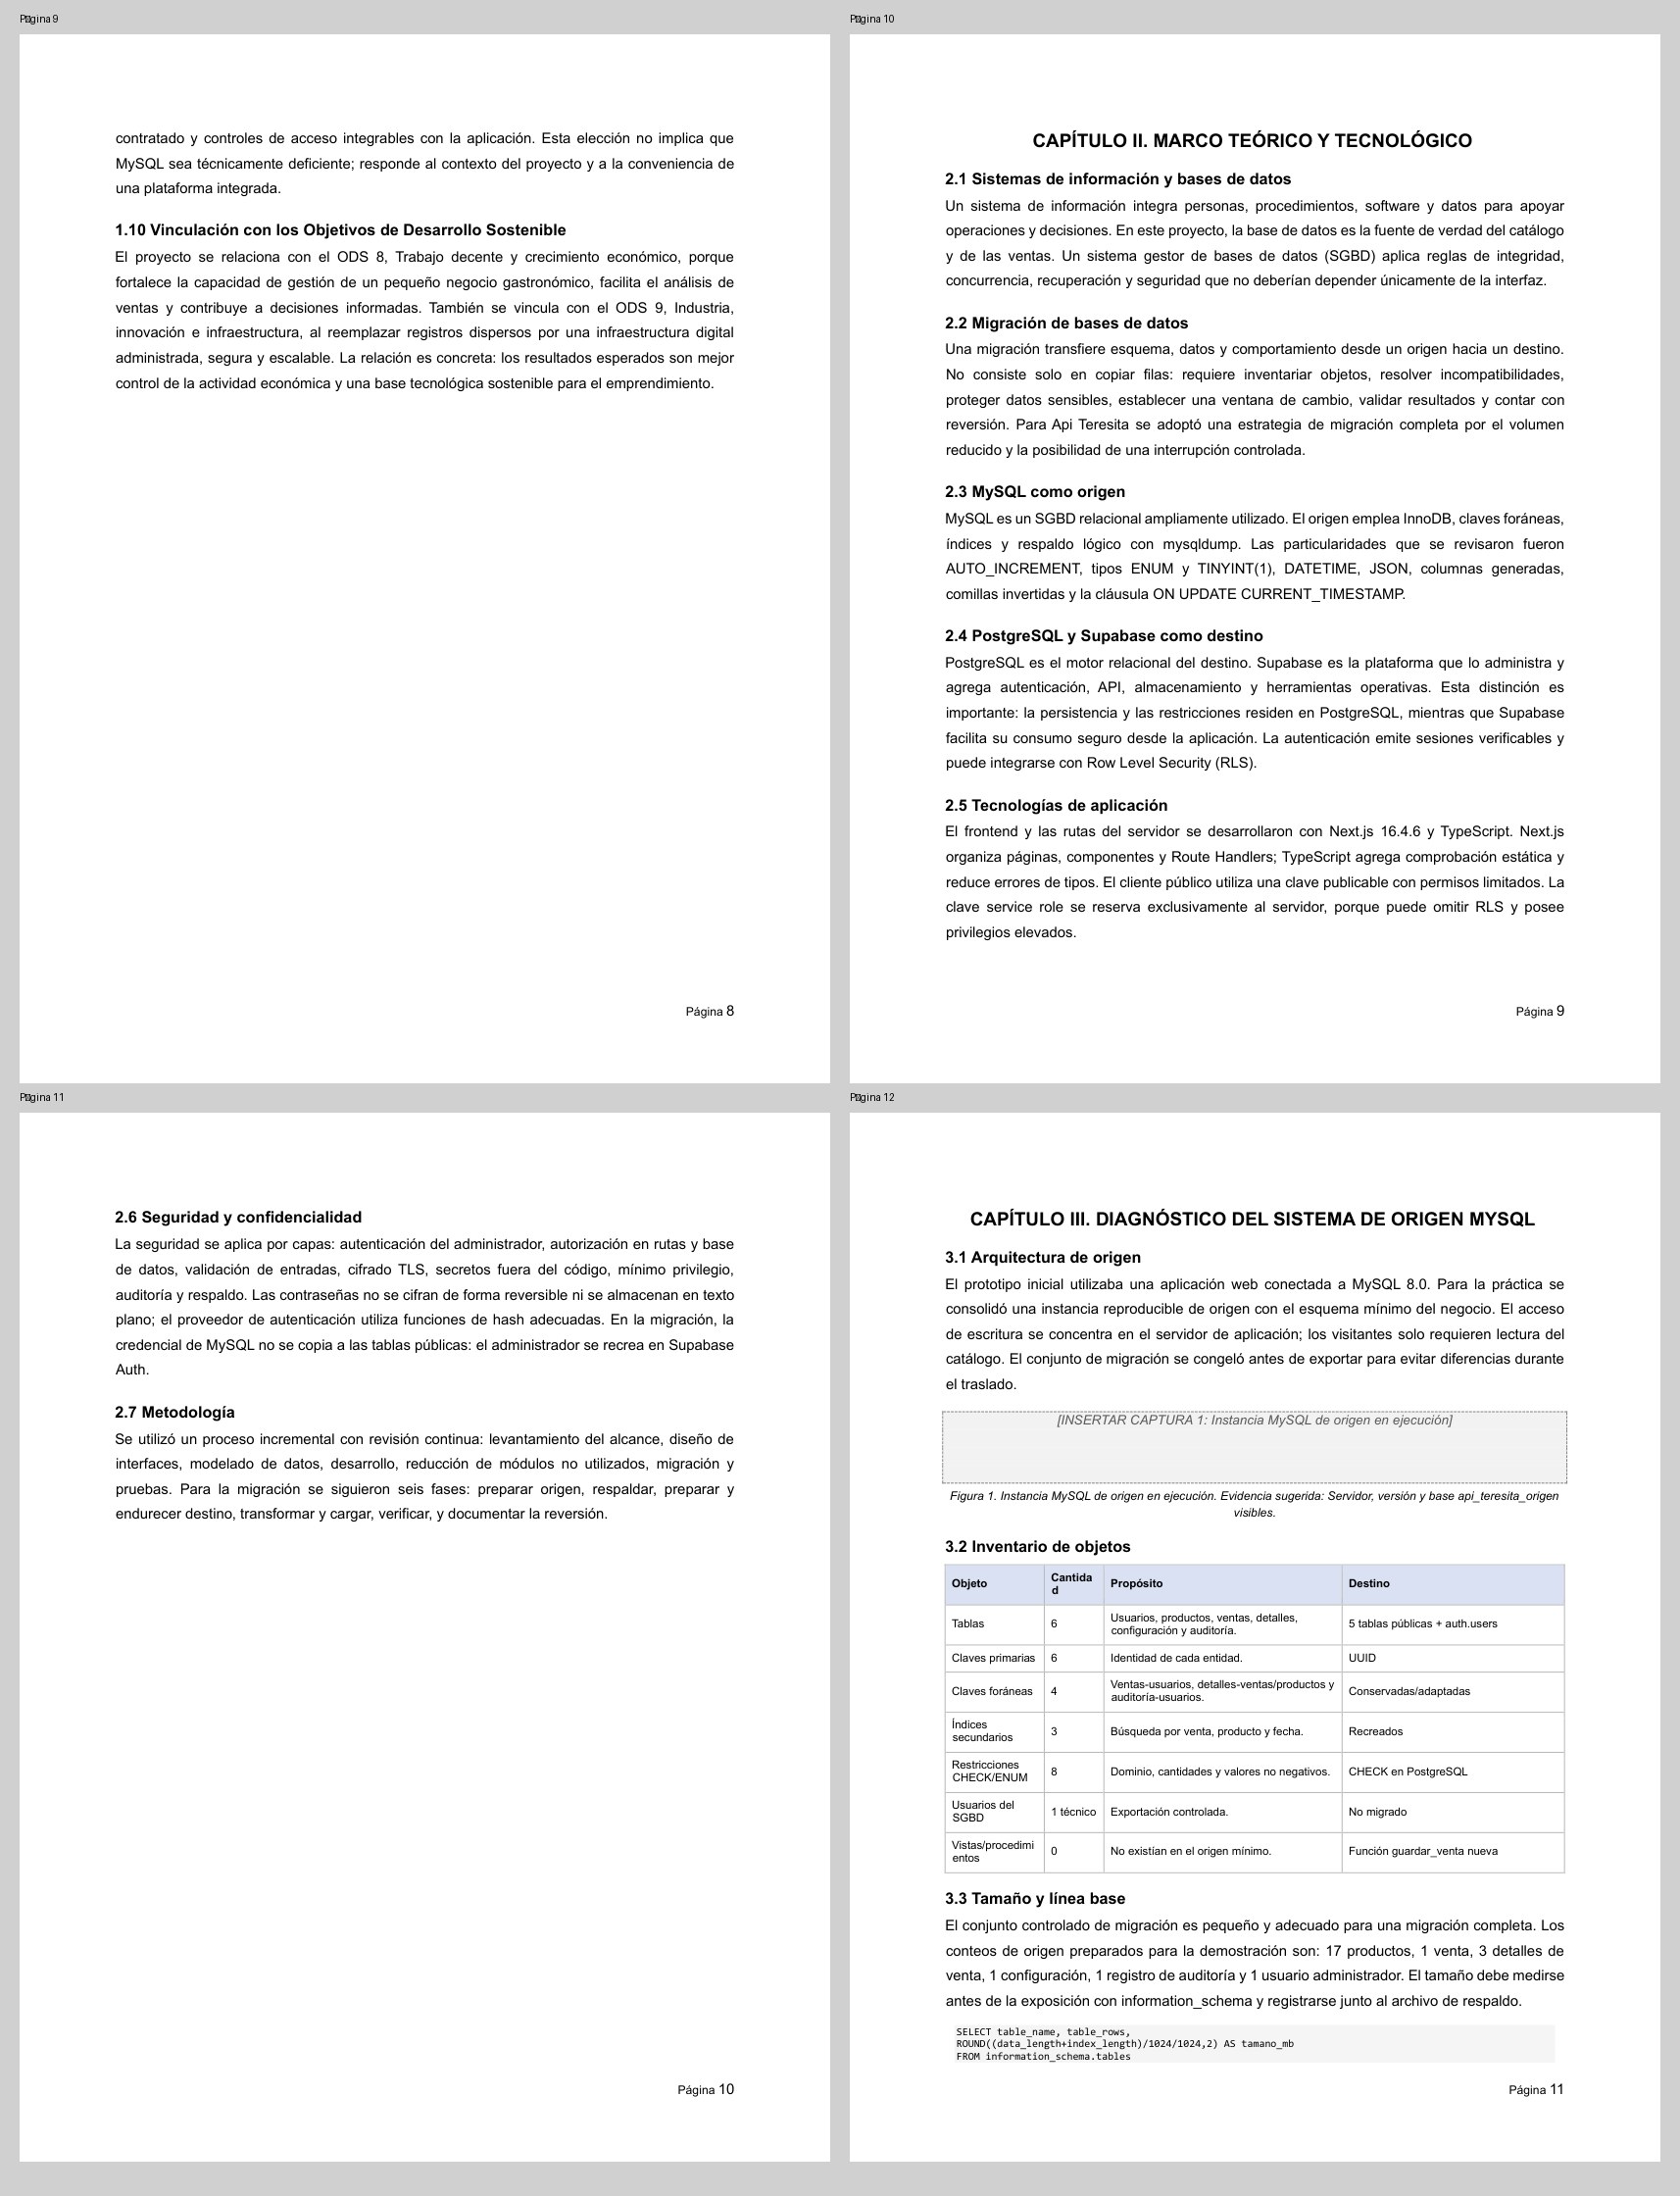 Página 9
contratado y controles de acceso integrables con la aplicación. Esta elección no implica que
MySQL sea técnicamente deficiente; responde al contexto del proyecto y a la conveniencia de
una plataforma integrada.
1.10 Vinculación con los Objetivos de Desarrollo Sostenible
El proyecto se relaciona con el ODS 8, Trabajo decente y crecimiento económico, porque
fortalece la capacidad de gestión de un pequeño negocio gastronómico, facilita el análisis de
ventas y contribuye a decisiones informadas. También se vincula con el ODS 9, Industria,
innovación e infraestructura, al reemplazar registros dispersos por una infraestructura digital
administrada, segura y escalable. La relación es concreta: los resultados esperados son mejor
control de la actividad económica y una base tecnológica sostenible para el emprendimiento.
Página 8
Página 10
CAPÍTULO II. MARCO TEÓRICO Y TECNOLÓGICO
2.1 Sistemas de información y bases de datos
Un sistema de información integra personas, procedimientos, software y datos para apoyar
operaciones y decisiones. En este proyecto, la base de datos es la fuente de verdad del catálogo
y de las ventas. Un sistema gestor de bases de datos (SGBD) aplica reglas de integridad,
concurrencia, recuperación y seguridad que no deberían depender únicamente de la interfaz.
2.2 Migración de bases de datos
Una migración transfiere esquema, datos y comportamiento desde un origen hacia un destino.
No consiste solo en copiar filas: requiere inventariar objetos, resolver incompatibilidades,
proteger datos sensibles, establecer una ventana de cambio, validar resultados y contar con
reversión. Para Api Teresita se adoptó una estrategia de migración completa por el volumen
reducido y la posibilidad de una interrupción controlada.
2.3 MySQL como origen
MySQL es un SGBD relacional ampliamente utilizado. El origen emplea InnoDB, claves foráneas,
índices y respaldo lógico con mysqldump. Las particularidades que se revisaron fueron
AUTO_INCREMENT, tipos ENUM y TINYINT(1), DATETIME, JSON, columnas generadas,
comillas invertidas y la cláusula ON UPDATE CURRENT_TIMESTAMP.
2.4 PostgreSQL y Supabase como destino
PostgreSQL es el motor relacional del destino. Supabase es la plataforma que lo administra y
agrega autenticación, API, almacenamiento y herramientas operativas. Esta distinción es
importante: la persistencia y las restricciones residen en PostgreSQL, mientras que Supabase
facilita su consumo seguro desde la aplicación. La autenticación emite sesiones verificables y
puede integrarse con Row Level Security (RLS).
2.5 Tecnologías de aplicación
El frontend y las rutas del servidor se desarrollaron con Next.js 16.4.6 y TypeScript. Next.js
organiza páginas, componentes y Route Handlers; TypeScript agrega comprobación estática y
reduce errores de tipos. El cliente público utiliza una clave publicable con permisos limitados. La
clave service role se reserva exclusivamente al servidor, porque puede omitir RLS y posee
privilegios elevados.
Página 9
Página 11
2.6 Seguridad y confidencialidad
La seguridad se aplica por capas: autenticación del administrador, autorización en rutas y base
de datos, validación de entradas, cifrado TLS, secretos fuera del código, mínimo privilegio,
auditoría y respaldo. Las contraseñas no se cifran de forma reversible ni se almacenan en texto
plano; el proveedor de autenticación utiliza funciones de hash adecuadas. En la migración, la
credencial de MySQL no se copia a las tablas públicas: el administrador se recrea en Supabase
Auth.
2.7 Metodología
Se utilizó un proceso incremental con revisión continua: levantamiento del alcance, diseño de
interfaces, modelado de datos, desarrollo, reducción de módulos no utilizados, migración y
pruebas. Para la migración se siguieron seis fases: preparar origen, respaldar, preparar y
endurecer destino, transformar y cargar, verificar, y documentar la reversión.
Página 10
Página 12
CAPÍTULO III. DIAGNÓSTICO DEL SISTEMA DE ORIGEN MYSQL
3.1 Arquitectura de origen
El prototipo inicial utilizaba una aplicación web conectada a MySQL 8.0. Para la práctica se
consolidó una instancia reproducible de origen con el esquema mínimo del negocio. El acceso
de escritura se concentra en el servidor de aplicación; los visitantes solo requieren lectura del
catálogo. El conjunto de migración se congeló antes de exportar para evitar diferencias durante
el traslado.
[INSERTAR CAPTURA 1: Instancia MySQL de origen en ejecución]
Figura 1. Instancia MySQL de origen en ejecución. Evidencia sugerida: Servidor, versión y base api_teresita_origen
visibles.
3.2 Inventario de objetos
Objeto Cantida
d Propósito Destino
Tablas 6 Usuarios, productos, ventas, detalles,
configuración y auditoría. 5 tablas públicas + auth.users
Claves primarias 6 Identidad de cada entidad. UUID
Claves foráneas 4 Ventas-usuarios, detalles-ventas/productos y
auditoría-usuarios. Conservadas/adaptadas
Índices
secundarios 3 Búsqueda por venta, producto y fecha. Recreados
Restricciones
CHECK/ENUM 8 Dominio, cantidades y valores no negativos. CHECK en PostgreSQL
Usuarios del
SGBD 1 técnico Exportación controlada. No migrado
Vistas/procedimi
entos 0 No existían en el origen mínimo. Función guardar_venta nueva
3.3 Tamaño y línea base
El conjunto controlado de migración es pequeño y adecuado para una migración completa. Los
conteos de origen preparados para la demostración son: 17 productos, 1 venta, 3 detalles de
venta, 1 configuración, 1 registro de auditoría y 1 usuario administrador. El tamaño debe medirse
antes de la exposición con information_schema y registrarse junto al archivo de respaldo.
SELECT table_name, table_rows,
ROUND((data_length+index_length)/1024/1024,2) AS tamano_mb
FROM information_schema.tables
Página 11